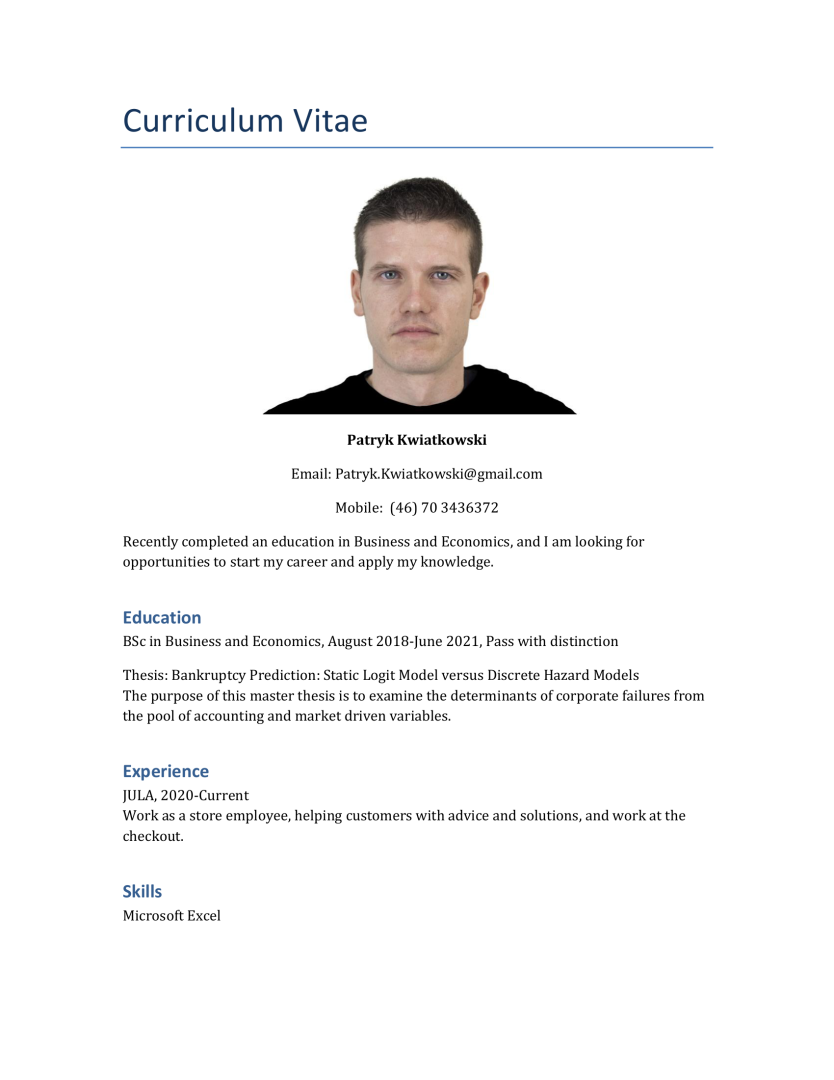 Curriculum Vitae
Patryk Kwiatkowski
Email: Patryk.Kwiatkowski@gmail.com
Mobile:  (46) 70 3436372
Recently completed an education in Business and Economics, and I am looking for
opportunities to start my career and apply my knowledge.
Education
BSc in Business and Economics, August 2018-June 2021, Pass with distinction
Thesis: Bankruptcy Prediction: Static Logit Model versus Discrete Hazard Models
The purpose of this master thesis is to examine the determinants of corporate failures from
the pool of accounting and market driven variables.
Experience
JULA, 2020-Current
Work as a store employee, helping customers with advice and solutions, and work at the
checkout.
Skills
Microsoft Excel